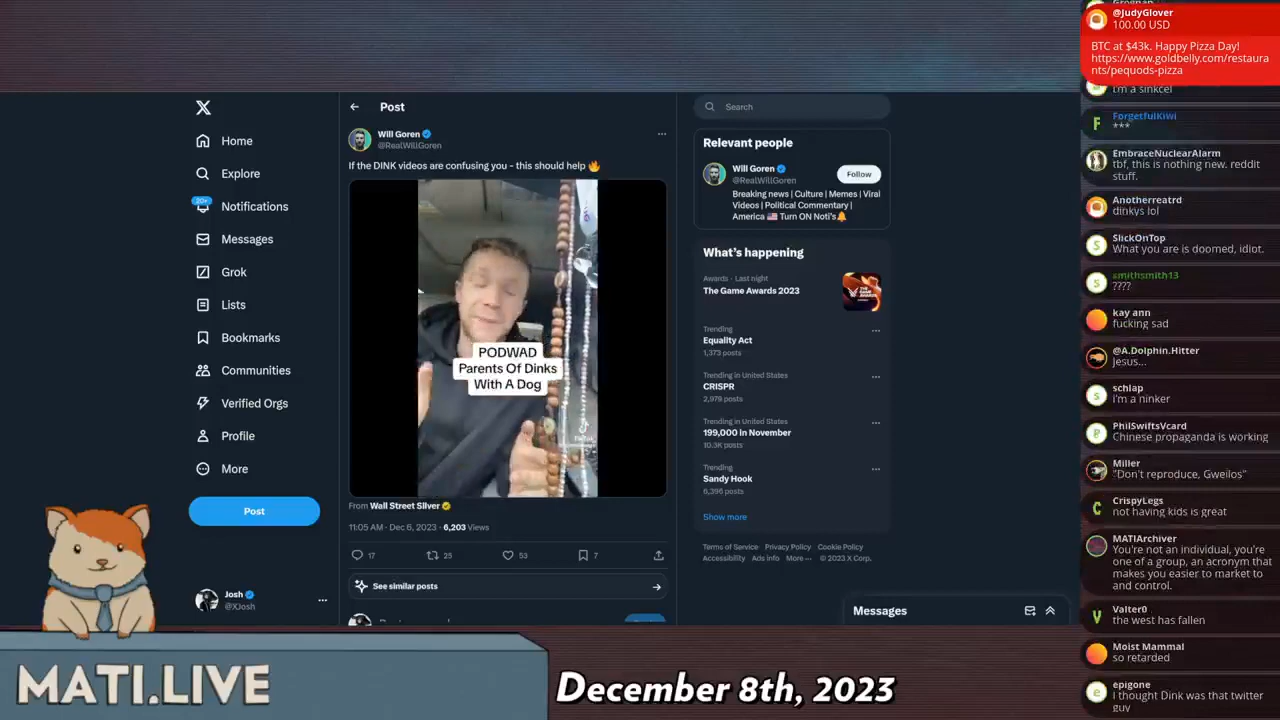 Post
Home
Explore
20+
Notifications
Messages
Grok
Lists
Bookmarks
Communities
Verified Orgs
Profile
More
Post
Josh
@XJosh
Will Goren
@RealWillGoren
If the DINK videos are confusing you - this should help 🔥
PODWAD
Parents Of Dinks
With A Dog
From Wall Street Silver
11:05 AM · Dec 6, 2023 · 6,203 Views
17
25
53
7
See similar posts
Search
Relevant people
Will Goren
@RealWillGoren
Follow
Breaking news | Culture | Memes | Viral
Videos | Political Commentary |
America 🇺🇸 Turn ON Noti's🔔
What's happening
Awards · Last night
The Game Awards 2023
Trending
Equality Act
1,373 posts
Trending in United States
CRISPR
2,979 posts
Trending in United States
199,000 in November
10.3K posts
Trending
Sandy Hook
6,396 posts
Show more
Terms of Service Privacy Policy Cookie Policy
Accessibility Ads info More ··· © 2023 X Corp.
Messages
@JudyGlover
100.00 USD
BTC at $43k. Happy Pizza Day!
https://www.goldbelly.com/restaura
nts/pequods-pizza
i'm a sinkcel
ForgetfulKiwi
***
EmbraceNuclearAlarm
tbf, this is nothing new. reddit
stuff.
Anotherreatrd
dinkys lol
SlickOnTop
What you are is doomed, idiot.
smithsmith13
????
kay ann
fucking sad
@A.Dolphin.Hitter
Jesus...
schlap
i'm a ninker
PhilSwiftsVcard
Chinese propaganda is working
Miller
"Don't reproduce, Gweilos"
CrispyLegs
not having kids is great
MATIArchiver
You're not an individual, you're
one of a group, an acronym that
makes you easier to market to
and control.
Valter0
the west has fallen
Moist Mammal
so retarded
epigone
I thought Dink was that twitter
guy
MATI.LIVE
December 8th, 2023